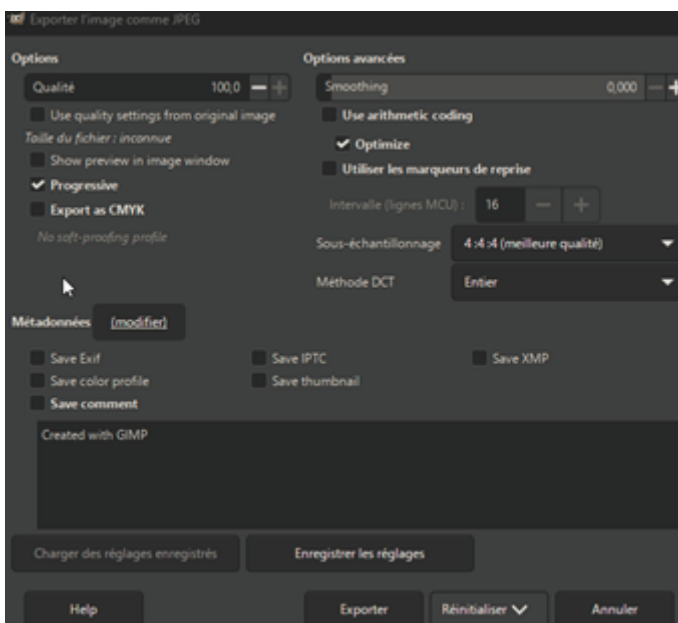 Exporter l'image comme JPEG
Options
Options avancées
Qualité 100,0
Smoothing 0,000
Use quality settings from original image
Use arithmetic coding
Taille du fichier : inconnue
Optimize
Show preview in image window
Utiliser les marqueurs de reprise
Progressive
Export as CMYK
Intervalle (lignes MCU) : 16
No soft-proofing profile
Sous-échantillonnage 4:4:4 (meilleure qualité)
Méthode DCT Entier
Métadonnées (modifier)
Save Exif Save IPTC Save XMP
Save color profile Save thumbnail
Save comment
Created with GIMP
Charger des réglages enregistrés Enregistrer les réglages
Help Exporter Réinitialiser Annuler